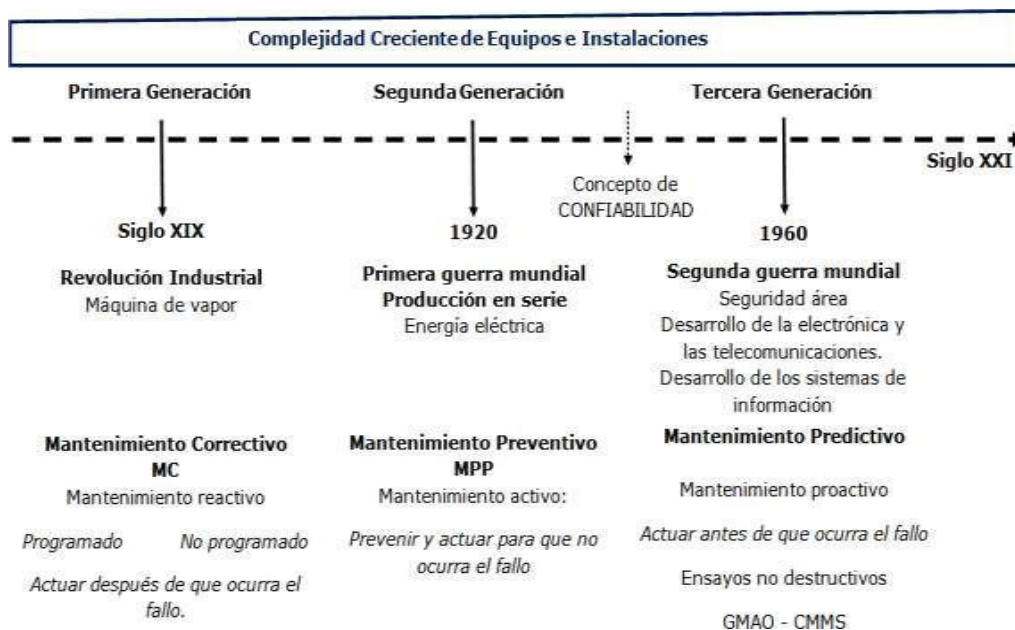 Complejidad Creciente de Equipos e Instalaciones
Primera Generación
Segunda Generación
Tercera Generación
Siglo XXI
Concepto de
CONFIABILIDAD
Siglo XIX
Revolución Industrial
Máquina de vapor
Mantenimiento Correctivo
MC
Mantenimiento reactivo
Programado No programado
Actuar después de que ocurra el
fallo.
1920
Primera guerra mundial
Producción en serie
Energía eléctrica
Mantenimiento Preventivo
MPP
Mantenimiento activo:
Prevenir y actuar para que no
ocurra el fallo
1960
Segunda guerra mundial
Seguridad área
Desarrollo de la electrónica y
las telecomunicaciones.
Desarrollo de los sistemas de
información
Mantenimiento Predictivo
Mantenimiento proactivo
Actuar antes de que ocurra el fallo
Ensayos no destructivos
GMAO - CMMS